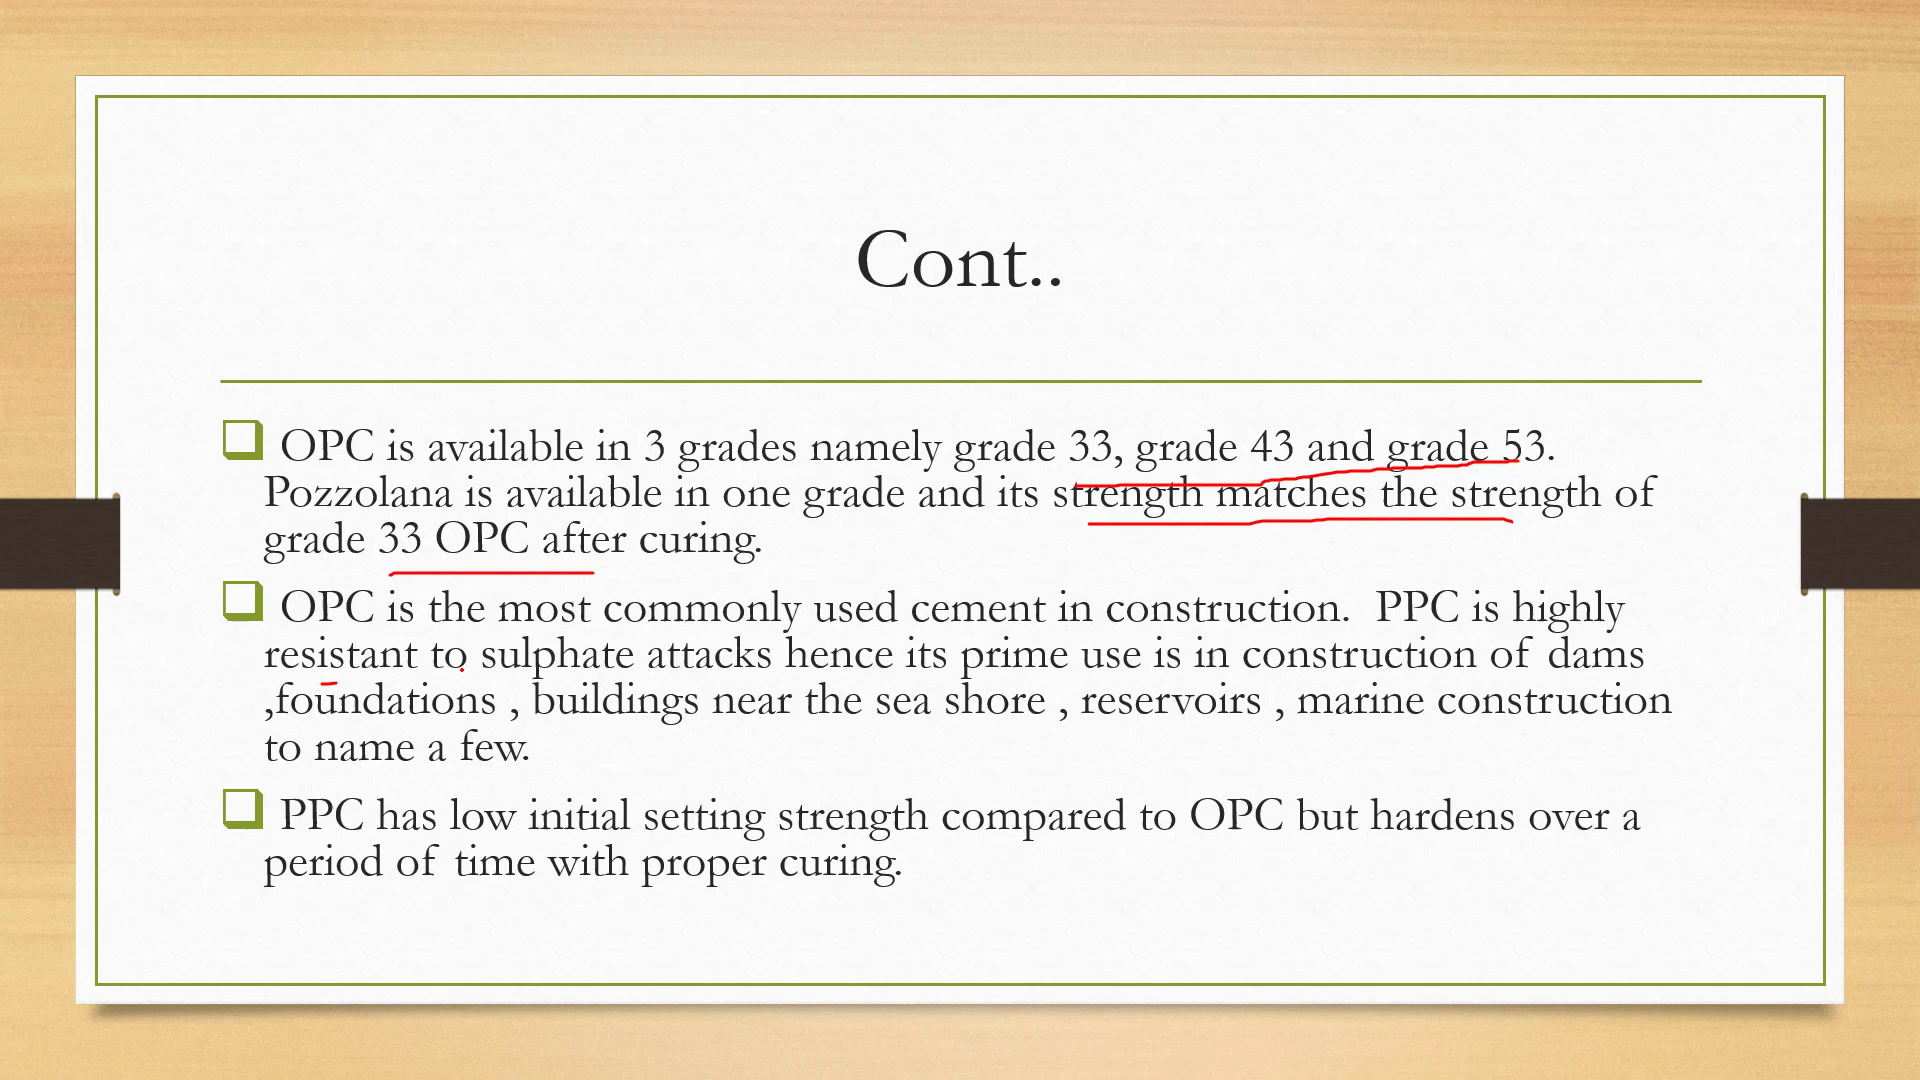 Cont..
OPC is available in 3 grades namely grade 33, grade 43 and grade 53.
Pozzolana is available in one grade and its strength matches the strength of
grade 33 OPC after curing.
OPC is the most commonly used cement in construction. PPC is highly
resistant to sulphate attacks hence its prime use is in construction of dams
,foundations , buildings near the sea shore , reservoirs , marine construction
to name a few.
PPC has low initial setting strength compared to OPC but hardens over a
period of time with proper curing.